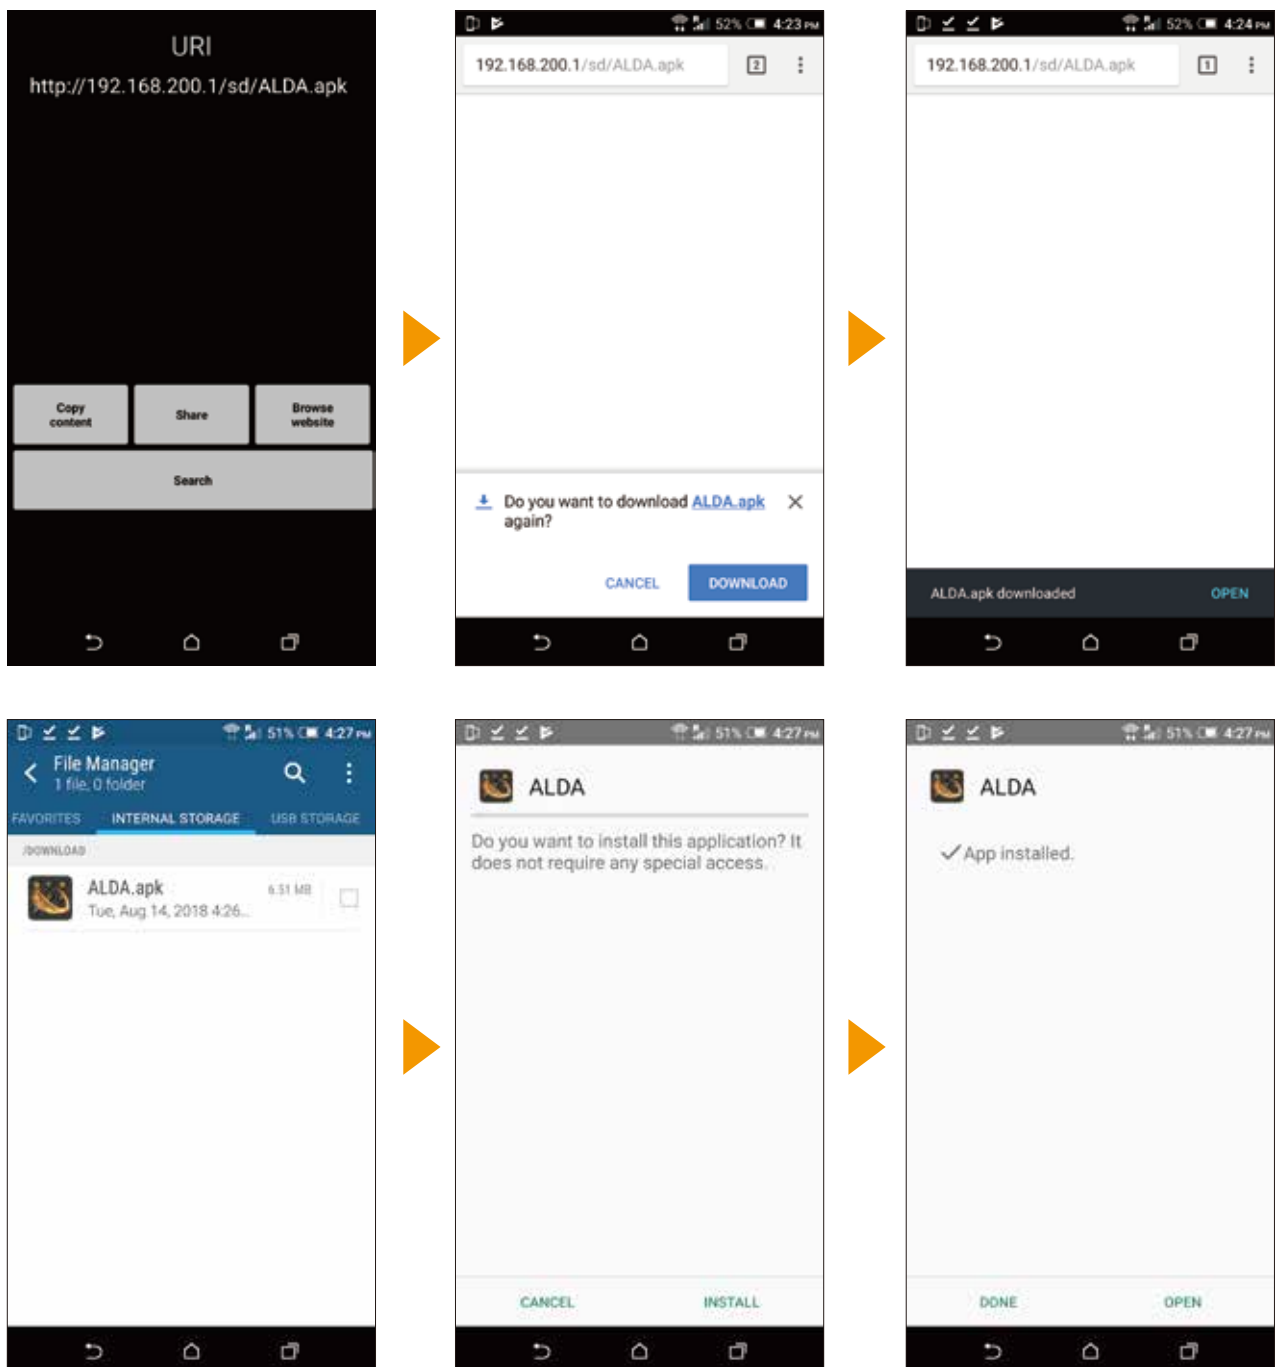 URI
http://192.168.200.1/sd/ALDA.apk
Copy
content
Share
Browse
website
Search
52% 4:23 PM
192.168.200.1/sd/ALDA.apk
2
Do you want to download ALDA.apk
again?
CANCEL
DOWNLOAD
52% 4:24 PM
192.168.200.1/sd/ALDA.apk
1
ALDA.apk downloaded
OPEN
51% 4:27 PM
File Manager
1 file, 0 folder
FAVORITES
INTERNAL STORAGE
USB STORAGE
/DOWNLOAD
ALDA.apk
6.51 MB
Tue, Aug 14, 2018 4:26...
51% 4:27 PM
ALDA
Do you want to install this application? It
does not require any special access.
CANCEL
INSTALL
51% 4:27 PM
ALDA
App installed.
DONE
OPEN